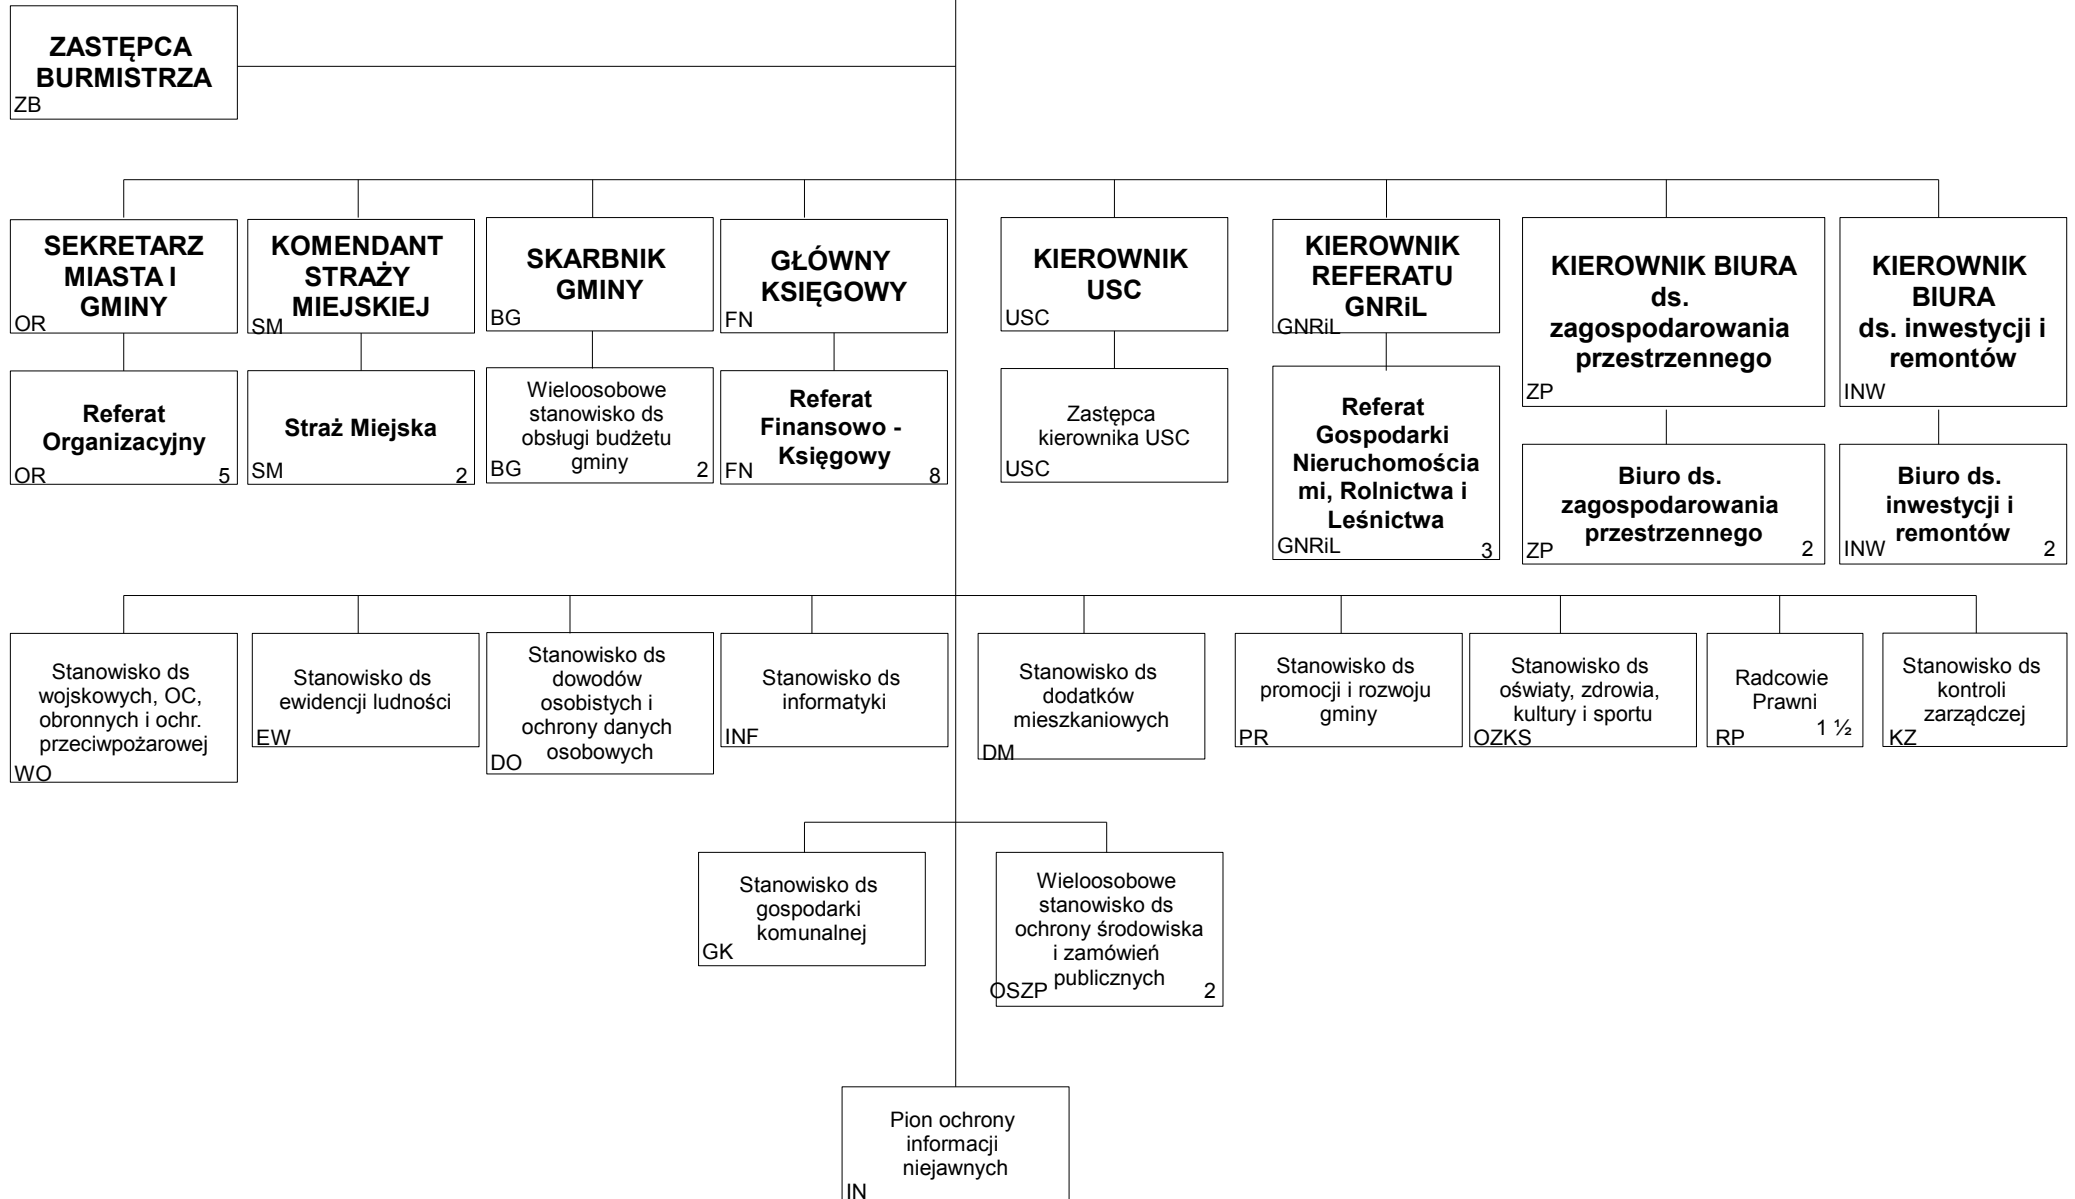 ZASTĘPCA
BURMISTRZA
ZB
SEKRETARZ
MIASTA I
GMINY
OR
KOMENDANT
STRAŻY
MIEJSKIEJ
SM
SKARBNIK
GMINY
BG
GŁÓWNY
KSIĘGOWY
FN
KIEROWNIK
USC
USC
KIEROWNIK
REFERATU
GNRiL
GNRiL
KIEROWNIK BIURA
ds.
zagospodarowania
przestrzennego
ZP
KIEROWNIK
BIURA
ds. inwestycji i
remontów
INW
Referat
Organizacyjny
OR 5
Straż Miejska
SM 2
Wieloosobowe
stanowisko ds
obsługi budżetu
gminy
BG 2
Referat
Finansowo -
Księgowy
FN 8
Zastępca
kierownika USC
USC
Referat
Gospodarki
Nieruchomościa
mi, Rolnictwa i
Leśnictwa
GNRiL 3
Biuro ds.
zagospodarowania
przestrzennego
ZP 2
Biuro ds.
inwestycji i
remontów
INW 2
Stanowisko ds
wojskowych, OC,
obronnych i ochr.
przeciwpożarowej
WO
Stanowisko ds
ewidencji ludności
EW
Stanowisko ds
dowodów
osobistych i
ochrony danych
osobowych
DO
Stanowisko ds
informatyki
INF
Stanowisko ds
dodatków
mieszkaniowych
DM
Stanowisko ds
promocji i rozwoju
gminy
PR
Stanowisko ds
oświaty, zdrowia,
kultury i sportu
OZKS
Radcowie
Prawni
RP 1 ½
Stanowisko ds
kontroli
zarządczej
KZ
Stanowisko ds
gospodarki
komunalnej
GK
Wieloosobowe
stanowisko ds
ochrony środowiska
i zamówień
publicznych
OSZP 2
Pion ochrony
informacji
niejawnych
IN